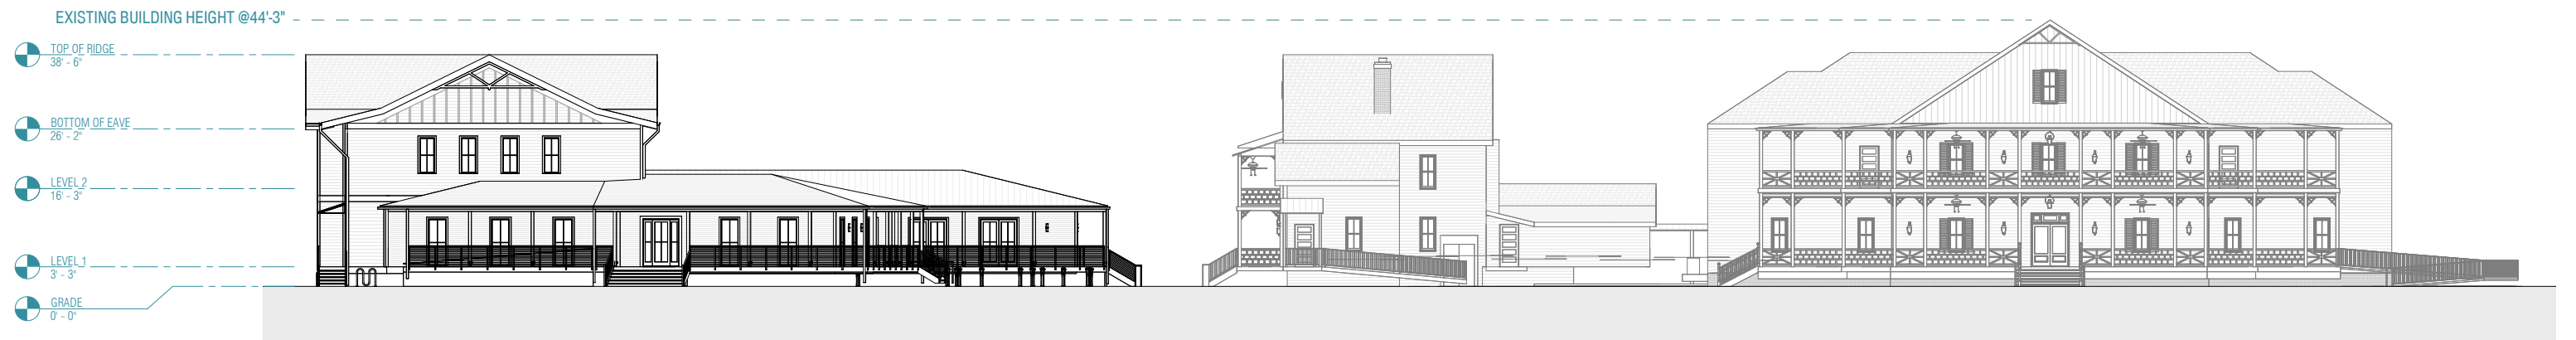 EXISTING BUILDING HEIGHT @44'-3"
TOP OF RIDGE
38' - 6"
BOTTOM OF EAVE
26' - 2"
LEVEL 2
16' - 3"
LEVEL 1
3' - 3"
GRADE
0' - 0"